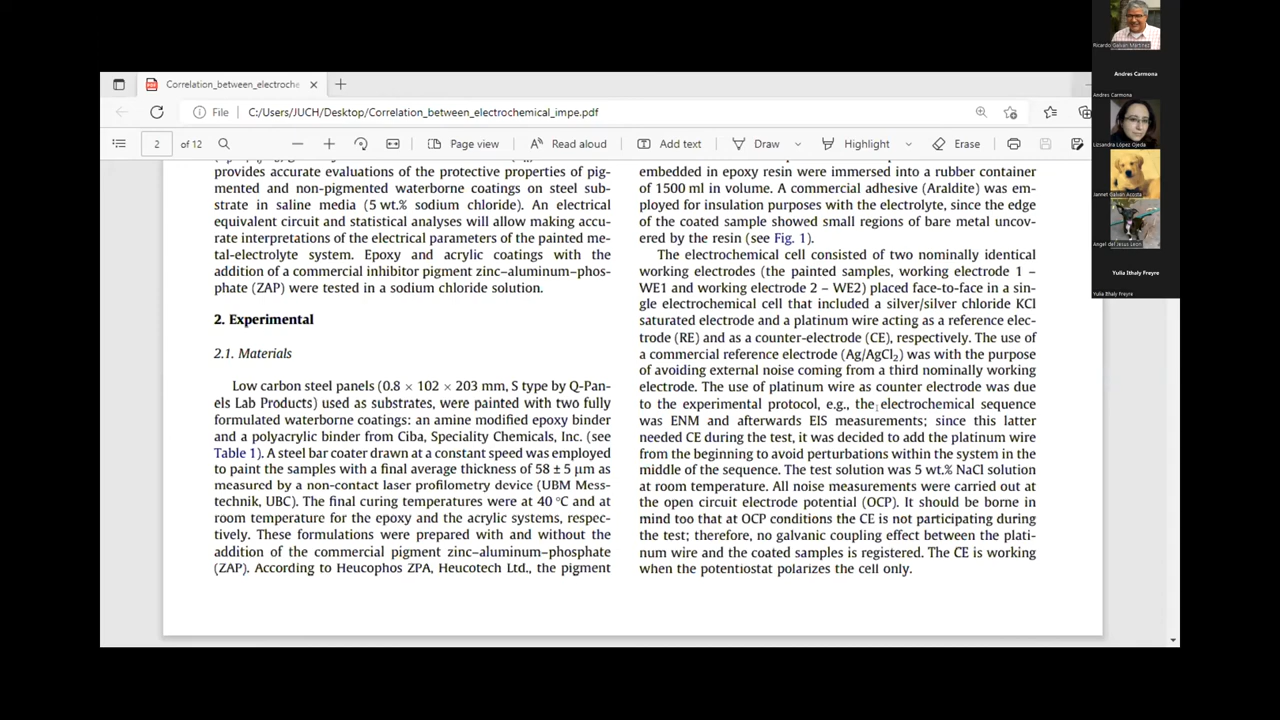 Correlation_between_electroche
File
C:/Users/JUCH/Desktop/Correlation_between_electrochemical_impe.pdf
2
of 12
Page view
Read aloud
Add text
Draw
Highlight
Erase
provides accurate evaluations of the protective properties of pig-
mented and non-pigmented waterborne coatings on steel sub-
strate in saline media (5 wt.% sodium chloride). An electrical
equivalent circuit and statistical analyses will allow making accu-
rate interpretations of the electrical parameters of the painted me-
tal-electrolyte system. Epoxy and acrylic coatings with the
addition of a commercial inhibitor pigment zinc–aluminum–phos-
phate (ZAP) were tested in a sodium chloride solution.
2. Experimental
2.1. Materials
Low carbon steel panels (0.8 × 102 × 203 mm, S type by Q-Pan-
els Lab Products) used as substrates, were painted with two fully
formulated waterborne coatings: an amine modified epoxy binder
and a polyacrylic binder from Ciba, Speciality Chemicals, Inc. (see
Table 1). A steel bar coater drawn at a constant speed was employed
to paint the samples with a final average thickness of 58 ± 5 μm as
measured by a non-contact laser profilometry device (UBM Mess-
technik, UBC). The final curing temperatures were at 40 °C and at
room temperature for the epoxy and the acrylic systems, respec-
tively. These formulations were prepared with and without the
addition of the commercial pigment zinc–aluminum–phosphate
(ZAP). According to Heucophos ZPA, Heucotech Ltd., the pigment
embedded in epoxy resin were immersed into a rubber container
of 1500 ml in volume. A commercial adhesive (Araldite) was em-
ployed for insulation purposes with the electrolyte, since the edge
of the coated sample showed small regions of bare metal uncov-
ered by the resin (see Fig. 1).
The electrochemical cell consisted of two nominally identical
working electrodes (the painted samples, working electrode 1 –
WE1 and working electrode 2 – WE2) placed face-to-face in a sin-
gle electrochemical cell that included a silver/silver chloride KCl
saturated electrode and a platinum wire acting as a reference elec-
trode (RE) and as a counter-electrode (CE), respectively. The use of
a commercial reference electrode (Ag/AgCl2) was with the purpose
of avoiding external noise coming from a third nominally working
electrode. The use of platinum wire as counter electrode was due
to the experimental protocol, e.g., the electrochemical sequence
was ENM and afterwards EIS measurements; since this latter
needed CE during the test, it was decided to add the platinum wire
from the beginning to avoid perturbations within the system in the
middle of the sequence. The test solution was 5 wt.% NaCl solution
at room temperature. All noise measurements were carried out at
the open circuit electrode potential (OCP). It should be borne in
mind too that at OCP conditions the CE is not participating during
the test; therefore, no galvanic coupling effect between the plati-
num wire and the coated samples is registered. The CE is working
when the potentiostat polarizes the cell only.
Ricardo Galvan Martinez
Andres Carmona
Andres Carmona
Lizsandra López Ojeda
Jannet Galvan Acosta
Angel del Jesus Leon
Yulia Ithaly Freyre
Yulia Ithaly Freyre